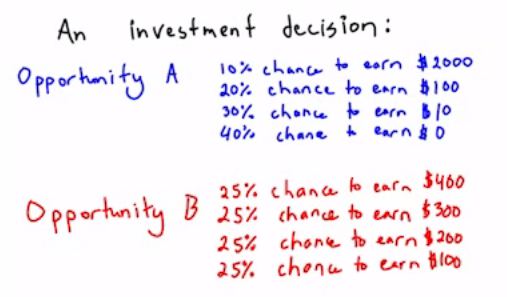 An investment decision:
Opportunity A
10% chance to earn $2000
20% chance to earn $100
30% chance to earn $10
40% chane to earn $0
Opportunity B
25% chance to earn $400
25% chance to earn $300
25% chane to earn $200
25% chance to earn $100